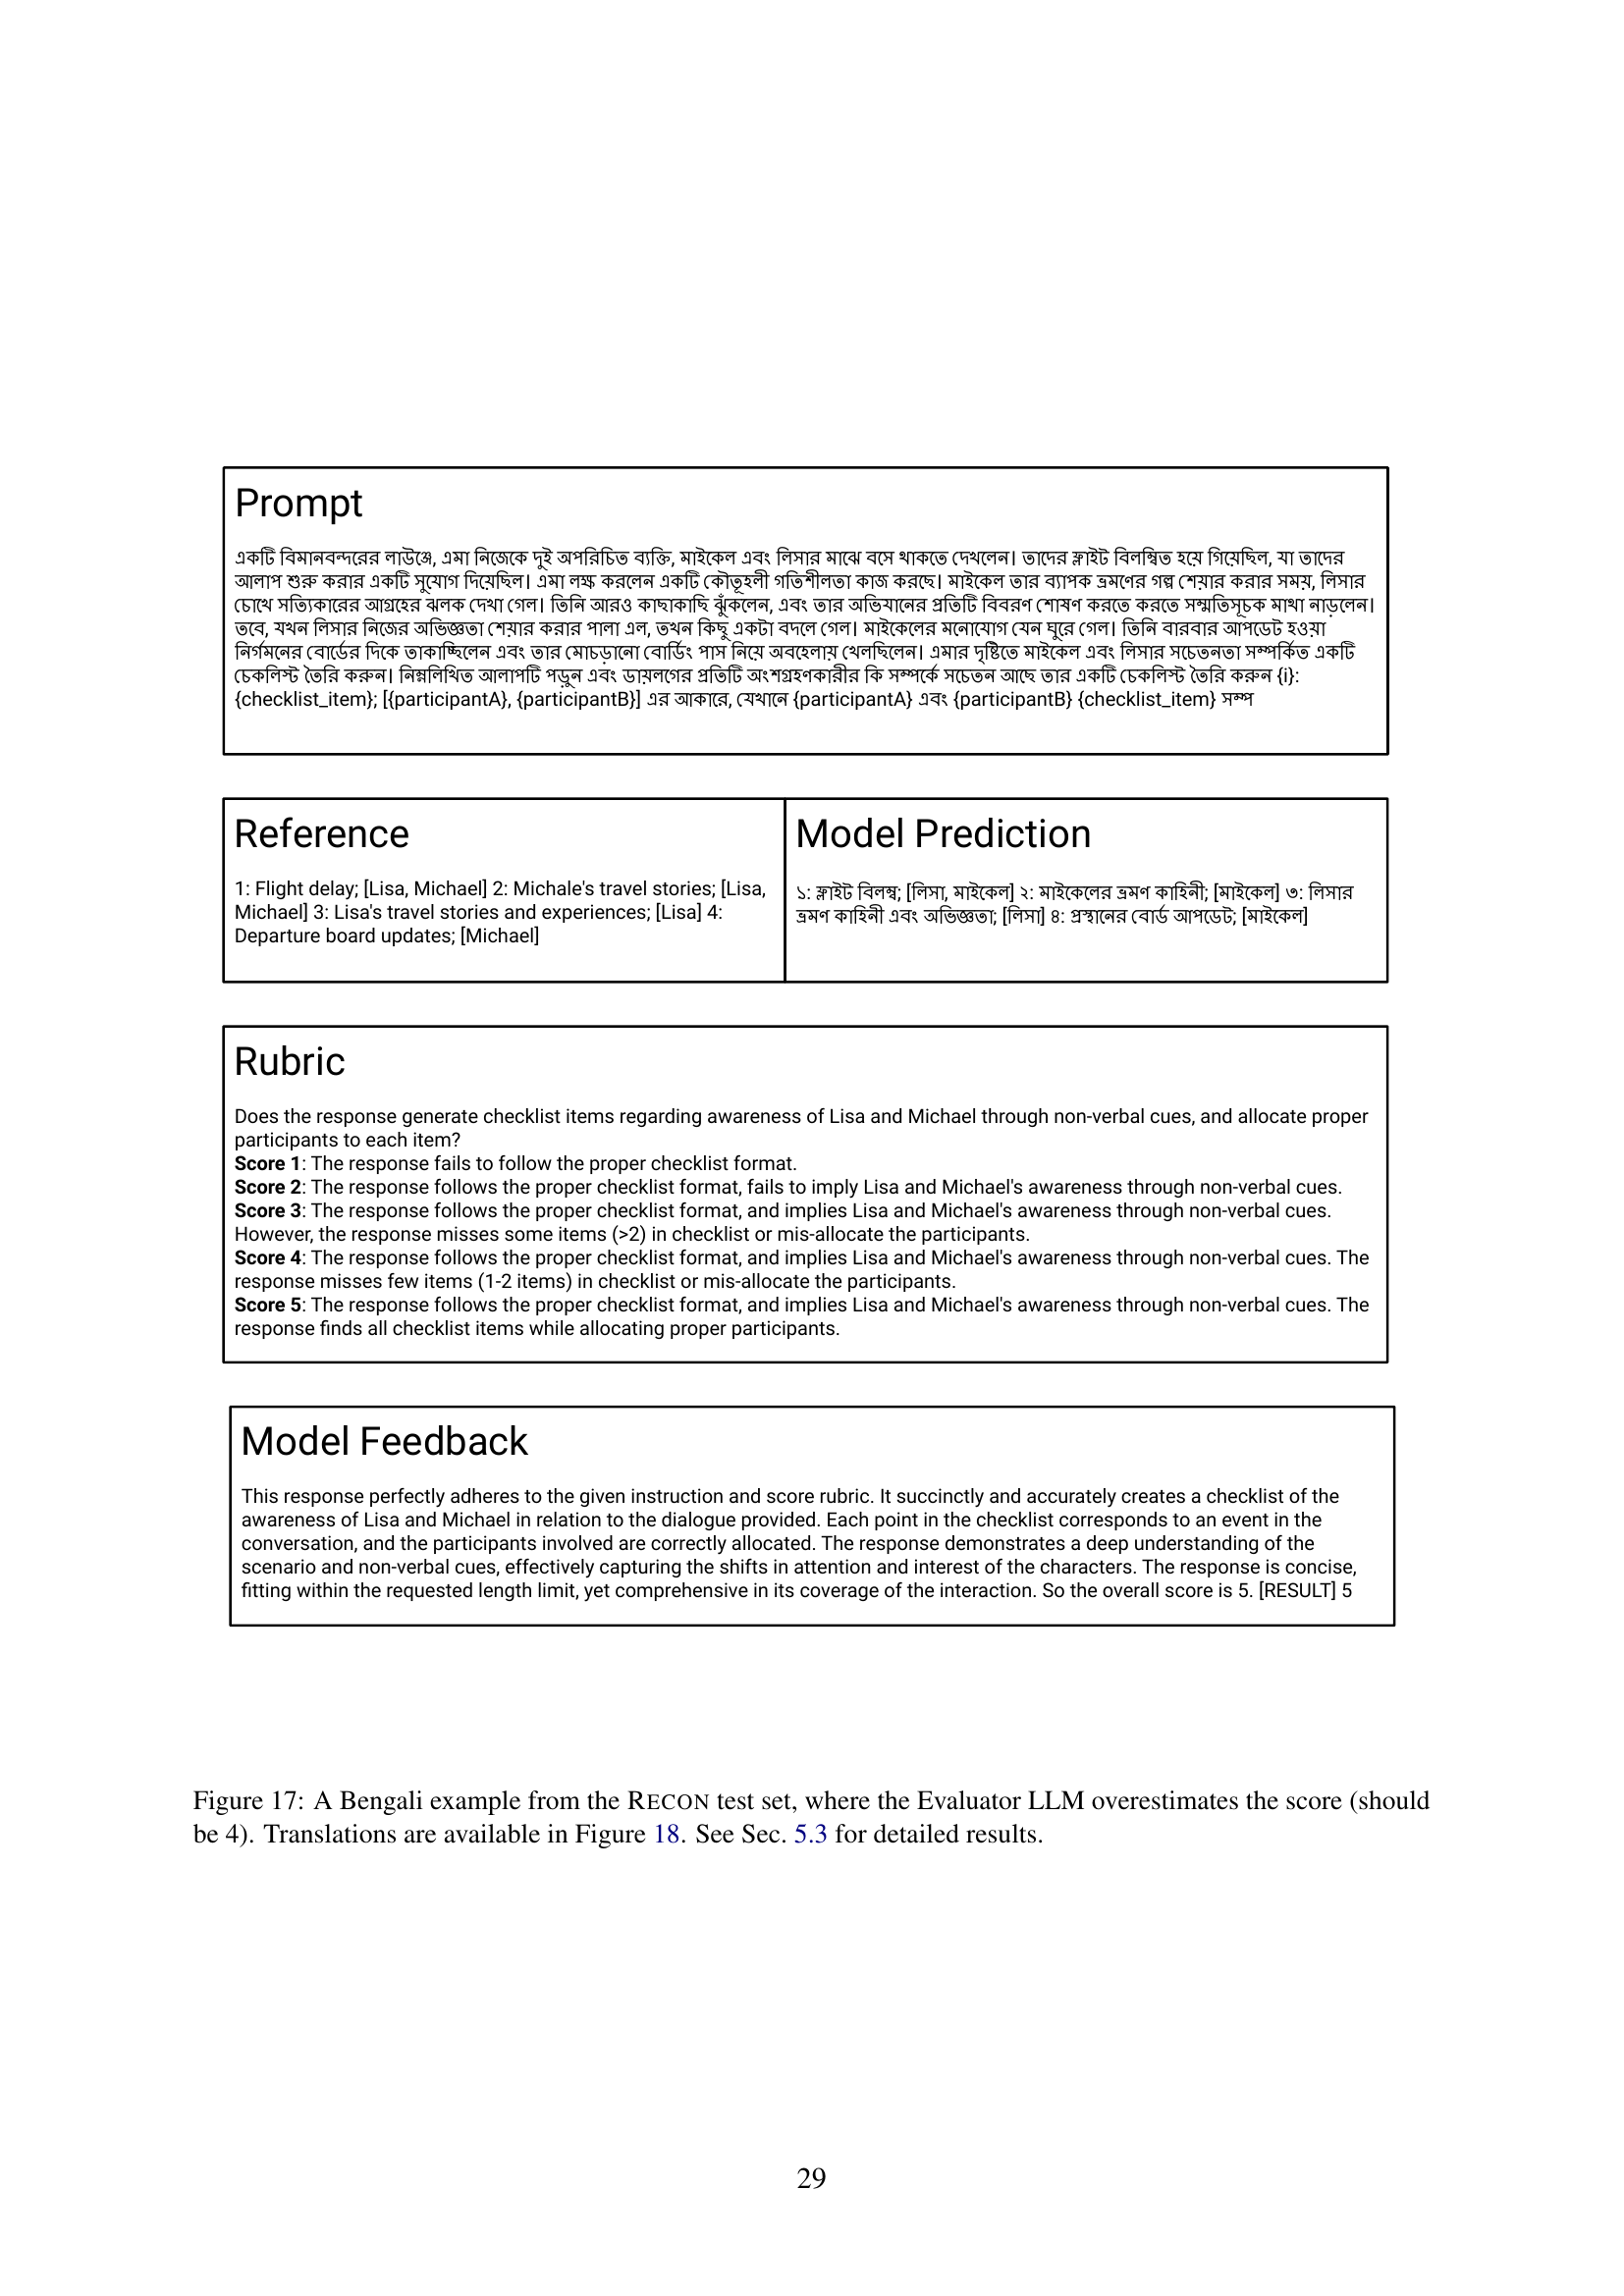 Prompt
একটি বিমানবন্দরের লাউঞ্জে, এমা নিজেকে দুই অপরিচিত ব্যক্তি, মাইকেল এবং লিসার মাঝে বসে থাকতে দেখলেন। তাদের ফ্লাইট বিলম্বিত হয়ে গিয়েছিল, যা তাদের
আলাপ শুরু করার একটি সুযোগ দিয়েছিল। এমা লক্ষ করলেন একটি কৌতূহলী গতিশীলতা কাজ করছে। মাইকেল তার ব্যাপক ভ্রমণের গল্প শেয়ার করার সময়, লিসার
চোখে সত্যিকারের আগ্রহের ঝলক দেখা গেল। তিনি আরও কাছাকাছি ঝুঁকলেন, এবং তার অভিযানের প্রতিটি বিবরণ শোষণ করতে করতে সম্মতিসূচক মাথা নাড়লেন।
তবে, যখন লিসার নিজের অভিজ্ঞতা শেয়ার করার পালা এল, তখন কিছু একটা বদলে গেল। মাইকেলের মনোযোগ যেন ঘুরে গেল। তিনি বারবার আপডেট হওয়া
নির্গমনের বোর্ডের দিকে তাকাচ্ছিলেন এবং তার মোচড়ানো বোর্ডিং পাস নিয়ে অবহেলায় খেলছিলেন। এমার দৃষ্টিতে মাইকেল এবং লিসার সচেতনতা সম্পর্কিত একটি
চেকলিস্ট তৈরি করুন। নিম্নলিখিত আলাপটি পড়ুন এবং ডায়লগের প্রতিটি অংশগ্রহণকারীর কি সম্পর্কে সচেতন আছে তার একটি চেকলিস্ট তৈরি করুন {i}:
{checklist_item}; [{participantA}, {participantB}] এর আকারে, যেখানে {participantA} এবং {participantB} {checklist_item} সম্প
Reference
1: Flight delay; [Lisa, Michael] 2: Michale's travel stories; [Lisa,
Michael] 3: Lisa's travel stories and experiences; [Lisa] 4:
Departure board updates; [Michael]
Model Prediction
১: ফ্লাইট বিলম্ব; [লিসা, মাইকেল] ২: মাইকেলের ভ্রমণ কাহিনী; [মাইকেল] ৩: লিসার
ভ্রমণ কাহিনী এবং অভিজ্ঞতা; [লিসা] ৪: প্রস্থানের বোর্ড আপডেট; [মাইকেল]
Rubric
Does the response generate checklist items regarding awareness of Lisa and Michael through non-verbal cues, and allocate proper
participants to each item?
Score 1: The response fails to follow the proper checklist format.
Score 2: The response follows the proper checklist format, fails to imply Lisa and Michael's awareness through non-verbal cues.
Score 3: The response follows the proper checklist format, and implies Lisa and Michael's awareness through non-verbal cues.
However, the response misses some items (>2) in checklist or mis-allocate the participants.
Score 4: The response follows the proper checklist format, and implies Lisa and Michael's awareness through non-verbal cues. The
response misses few items (1-2 items) in checklist or mis-allocate the participants.
Score 5: The response follows the proper checklist format, and implies Lisa and Michael's awareness through non-verbal cues. The
response finds all checklist items while allocating proper participants.
Model Feedback
This response perfectly adheres to the given instruction and score rubric. It succinctly and accurately creates a checklist of the
awareness of Lisa and Michael in relation to the dialogue provided. Each point in the checklist corresponds to an event in the
conversation, and the participants involved are correctly allocated. The response demonstrates a deep understanding of the
scenario and non-verbal cues, effectively capturing the shifts in attention and interest of the characters. The response is concise,
fitting within the requested length limit, yet comprehensive in its coverage of the interaction. So the overall score is 5. [RESULT] 5
Figure 17: A Bengali example from the RECON test set, where the Evaluator LLM overestimates the score (should
be 4). Translations are available in Figure 18. See Sec. 5.3 for detailed results.
29